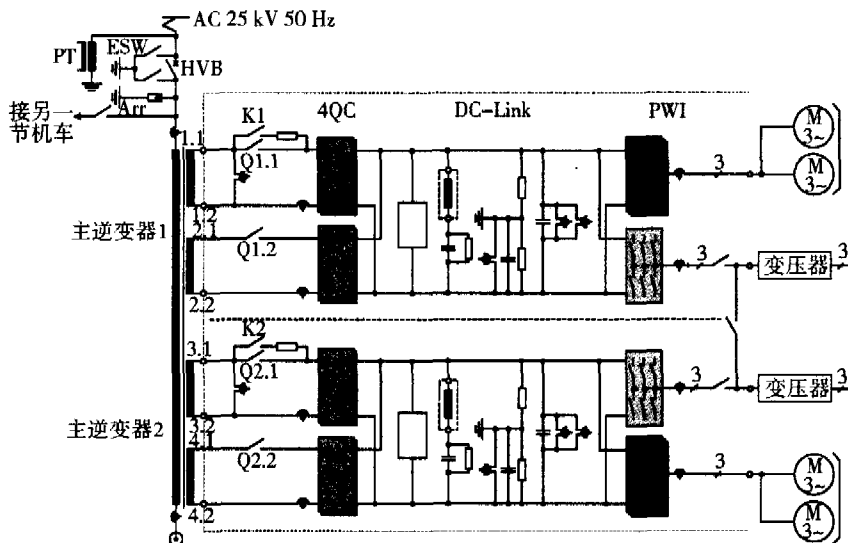 AC 25 kV 50 Hz
PT
ESW
HVB
Arr
接另一
节机车
K1
4QC
DC-Link
PWI
M
3~
M
3~
1.1
Q1.1
3
1.2
主逆变器1
2.1
Q1.2
3
变压器
3
2.2
K2
3.1
Q2.1
3
变压器
3
3.2
主逆变器2
4.1
Q2.2
3
M
3~
M
3~
4.2